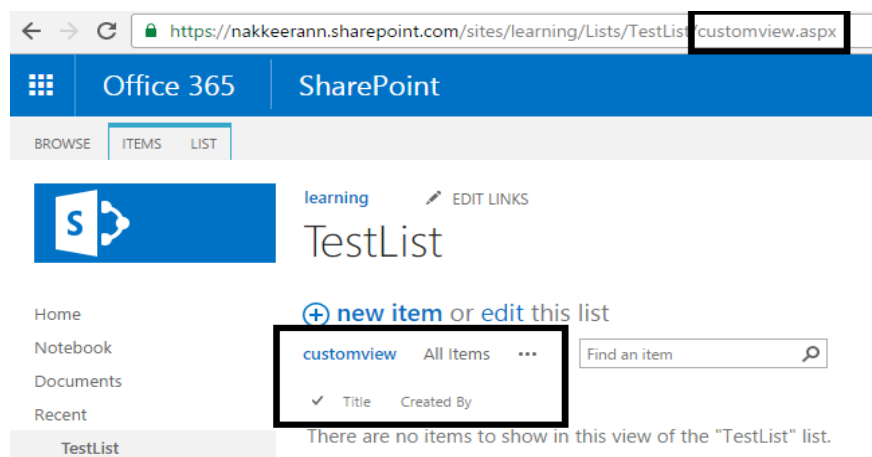 https://nakkeerann.sharepoint.com/sites/learning/Lists/TestList/customview.aspx
Office 365 SharePoint
BROWSE ITEMS LIST
learning EDIT LINKS
S
TestList
Home
new item or edit this list
Notebook
customview All Items ••• Find an item
Documents
✓ Title Created By
Recent
There are no items to show in this view of the "TestList" list.
TestList